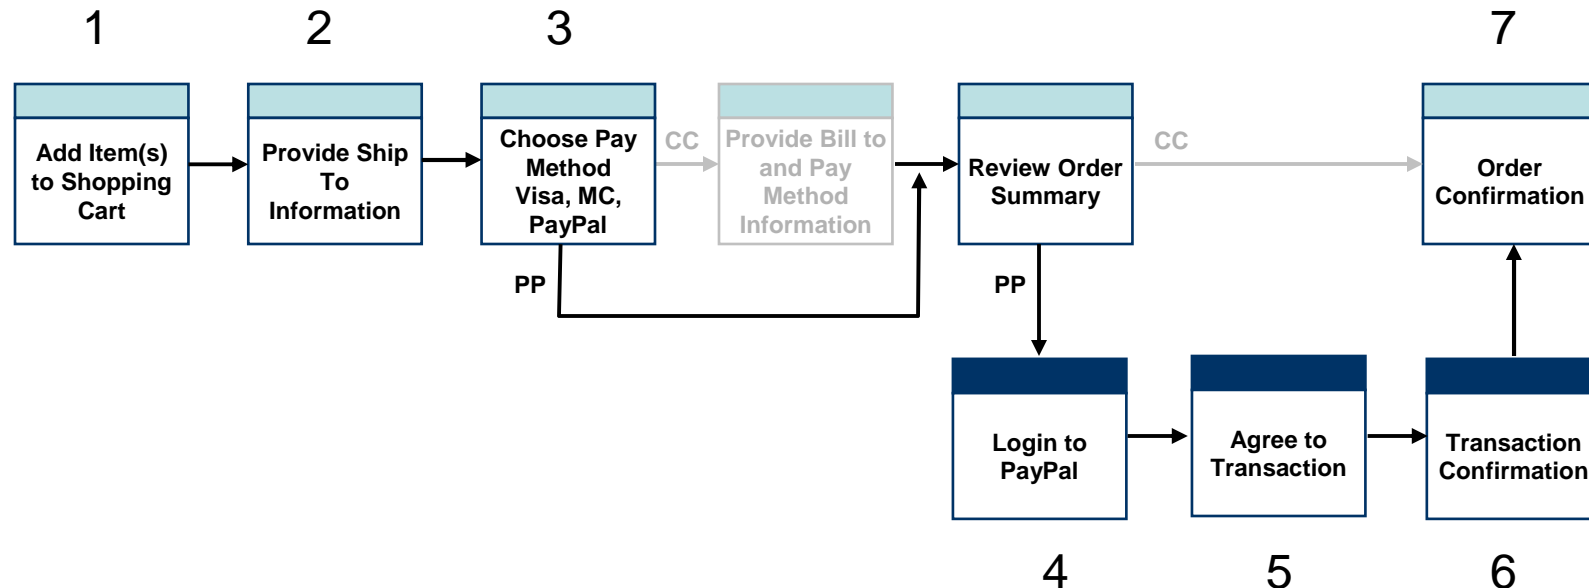 1
2
3
7
Add Item(s)
to Shopping
Cart
Provide Ship
To
Information
Choose Pay
Method
Visa, MC,
PayPal
CC
Provide Bill to
and Pay
Method
Information
Review Order
Summary
CC
Order
Confirmation
PP
PP
Login to
PayPal
Agree to
Transaction
Transaction
Confirmation
4
5
6